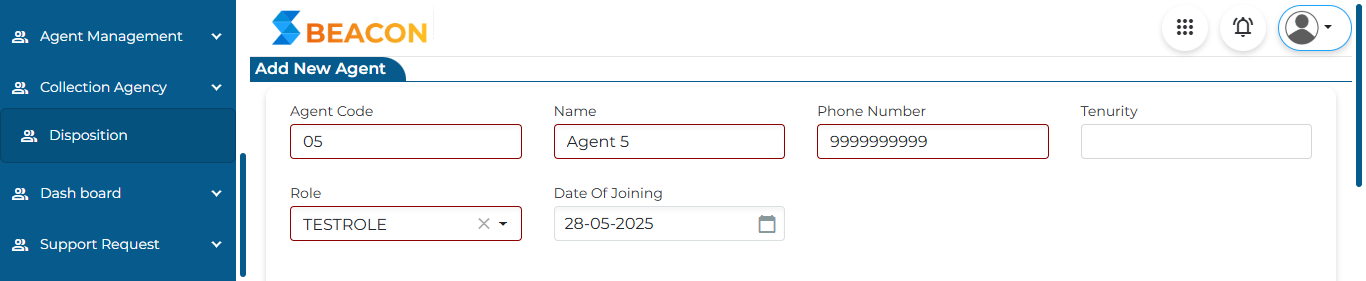 Agent Management
Collection Agency
Disposition
Dash board
Support Request
BEACON
Add New Agent
Agent Code Name Phone Number Tenurity
05 Agent 5 9999999999
Role Date Of Joining
TESTROLE 28-05-2025